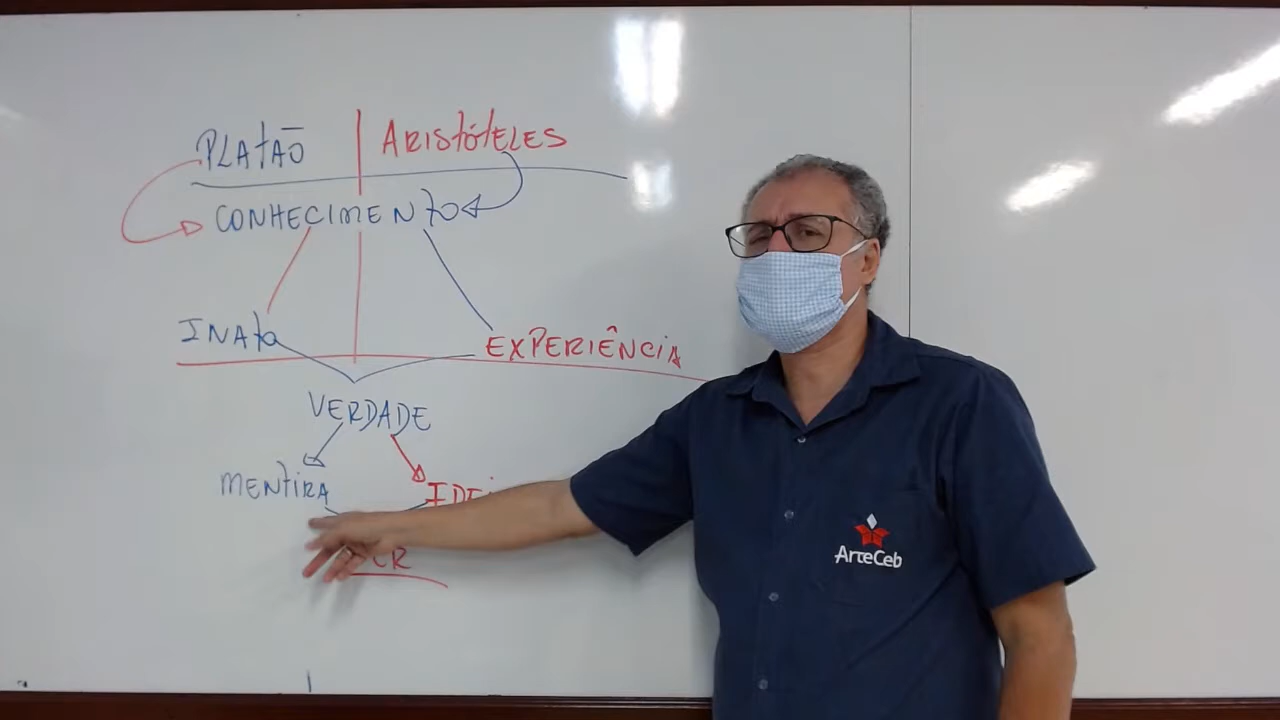 PLATÃO ARISTÓTELES
CONHECIMENTO
INATO EXPERIÊNCIA
VERDADE
MENTIRA
ArteCeb